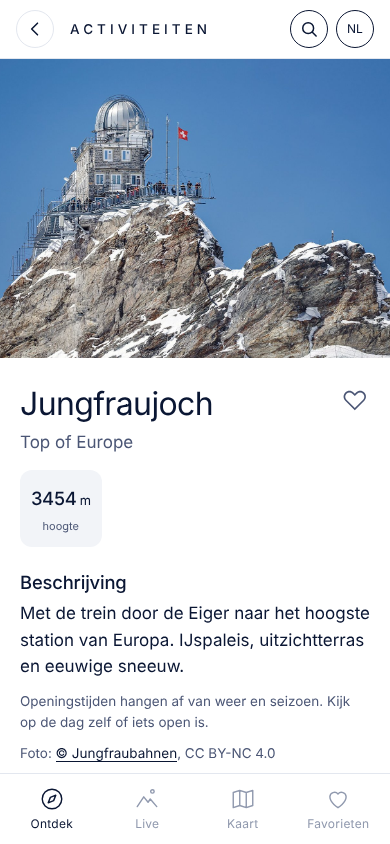 ACTIVITEITEN
NL
Jungfraujoch
Top of Europe
3454 m
hoogte
Beschrijving
Met de trein door de Eiger naar het hoogste
station van Europa. IJspaleis, uitzichtterras
en eeuwige sneeuw.
Openingstijden hangen af van weer en seizoen. Kijk
op de dag zelf of iets open is.
Foto: © Jungfraubahnen, CC BY-NC 4.0
Ontdek
Live
Kaart
Favorieten